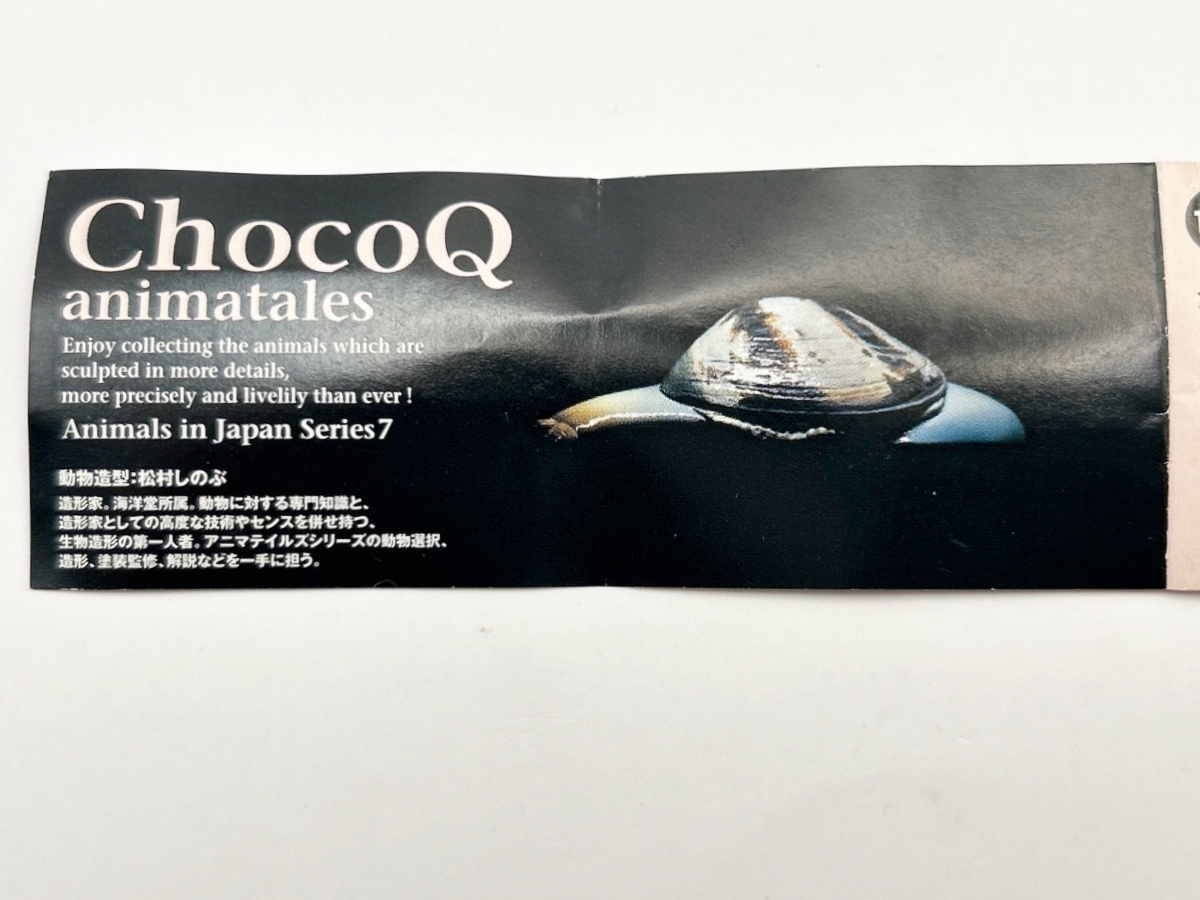 ChocoQ
animatales
Enjoy collecting the animals which are
sculpted in more details,
more precisely and livelily than ever !
Animals in Japan Series7
動物造型:松村しのぶ
造形家。海洋堂所属。動物に対する専門知識と、
造形家としての高度な技術やセンスを併せ持つ、
生物造形の第一人者。アニマテイルズシリーズの動物選択、
造形、塗装監修、解説などを一手に担う。